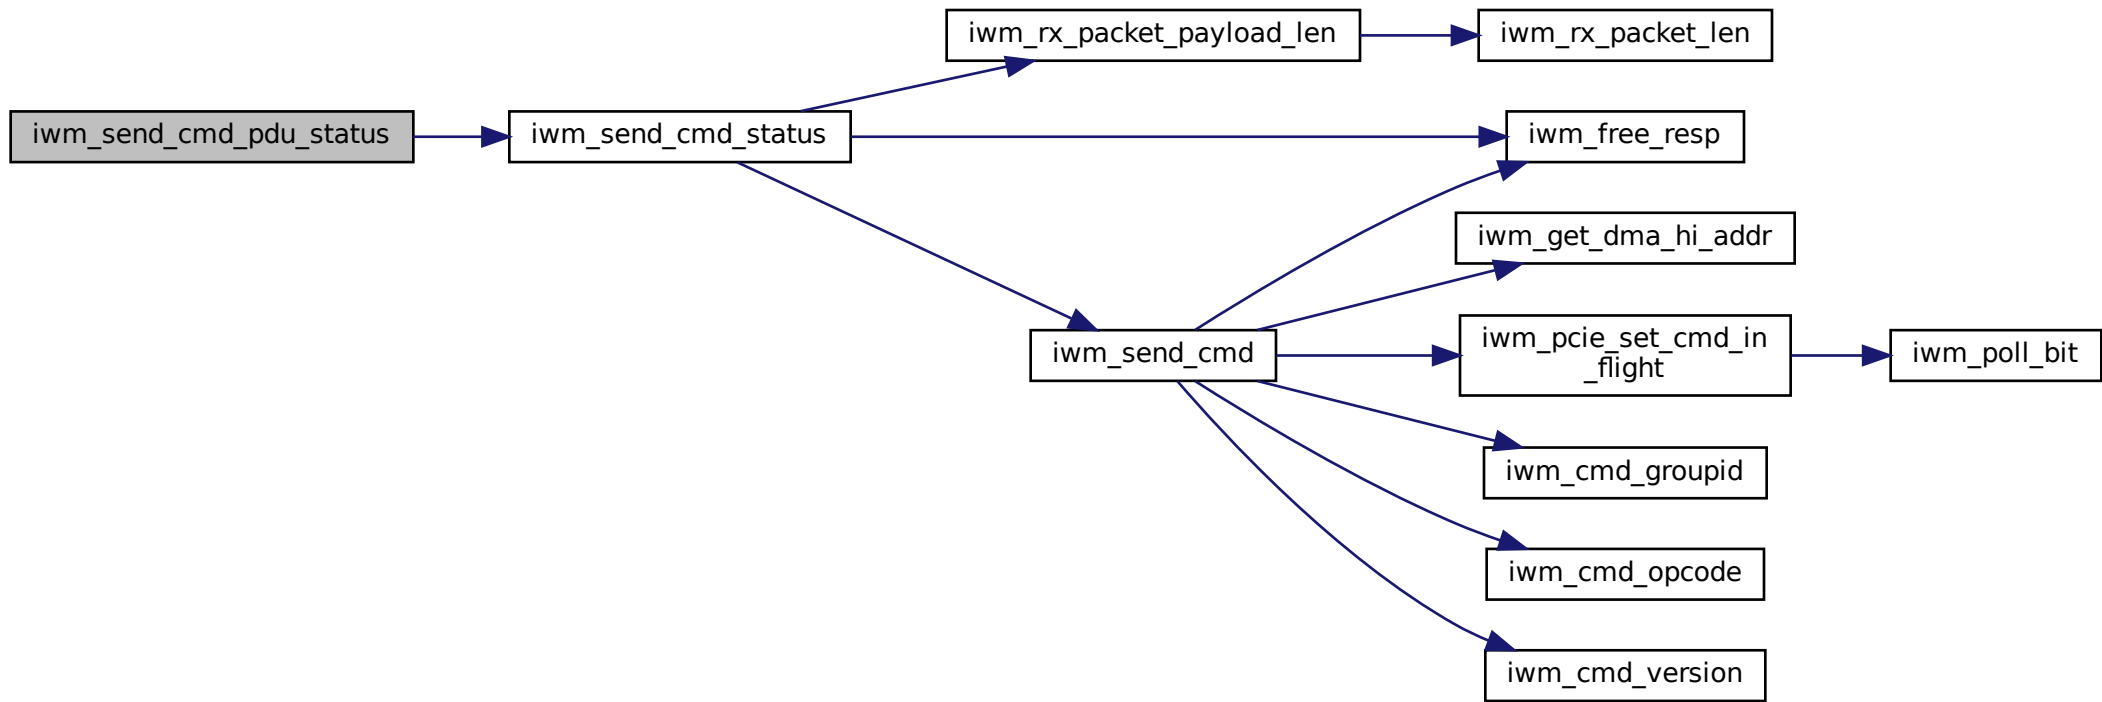 iwm_rx_packet_payload_len
iwm_rx_packet_len
iwm_send_cmd_pdu_status
iwm_send_cmd_status
iwm_free_resp
iwm_get_dma_hi_addr
iwm_send_cmd
iwm_pcie_set_cmd_in
_flight
iwm_poll_bit
iwm_cmd_groupid
iwm_cmd_opcode
iwm_cmd_version